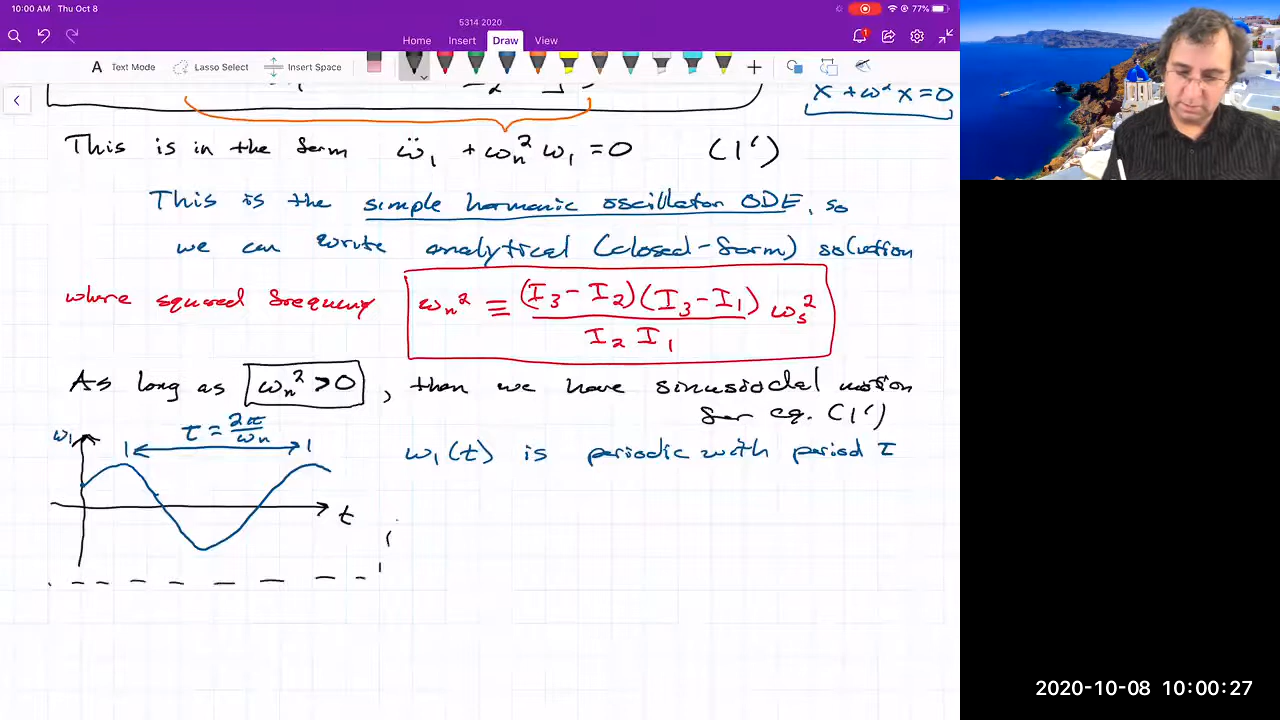 10:00 AM Thu Oct 8
77%
5314 2020
Home Insert Draw View
1
Text Mode Lasso Select Insert Space
ẍ + ω² x = 0
This is in the form ω̈₁ + ωₙ² ω₁ = 0 (1')
This is the simple harmonic oscillator ODE, so
we can write analytical (closed-form) solution
where squared frequency ωₙ² ≡ (I₃ - I₂)(I₃ - I₁) / I₂ I₁ ωₛ²
As long as ωₙ² > 0, then we have sinusiodal motion
for eq. (1')
ω₁ τ = 2π/ωₙ
ω₁(t) is periodic with period τ
t
2020-10-08 10:00:27